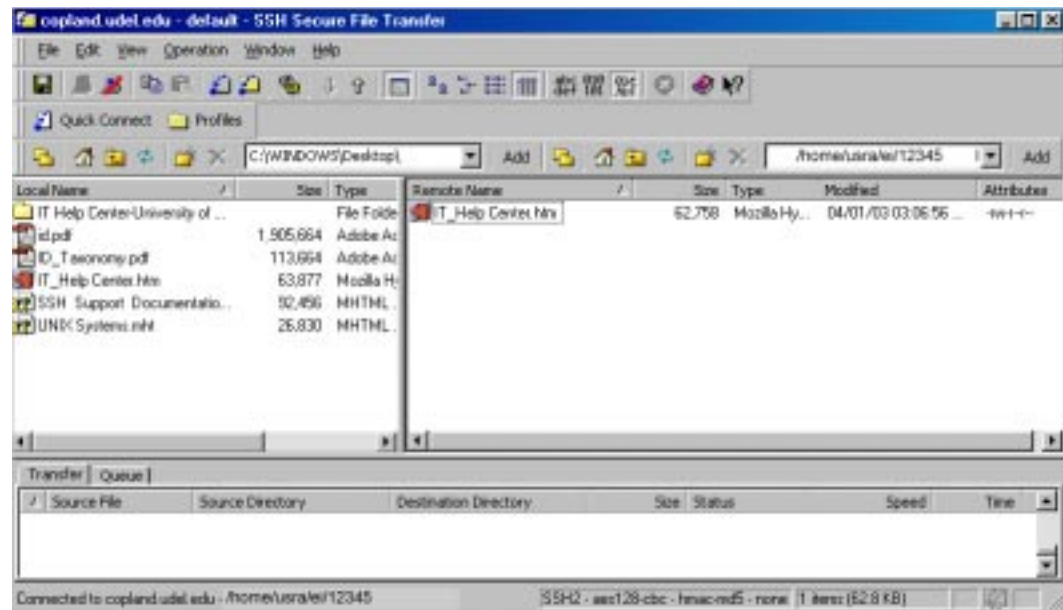 copland.udel.edu - default - SSH Secure File Transfer
File Edit View Operation Window Help
Quick Connect Profiles
C:\WINDOWS\Desktop\ Add /home/usra/ei/12345 Add
Local Name / Size Type Remote Name / Size Type Modified Attributes
IT Help Center-University of ... File Folde IT_Help Center.htm 62,758 Mozilla Hy... 04/01/03 03:06:56 ... -rw-r--r--
id.pdf 1,905,664 Adobe Ac
ID_Taxonomy.pdf 113,664 Adobe Ac
IT_Help Center.htm 63,877 Mozilla H
SSH Support Documentatio... 92,456 MHTML
UNIX Systems.mht 26,830 MHTML
Transfer Queue
/ Source File Source Directory Destination Directory Size Status Speed Time
Connected to copland.udel.edu - /home/usra/ei/12345 SSH2 - aes128-cbc - hmac-md5 - none 1 items (62.8 KB)